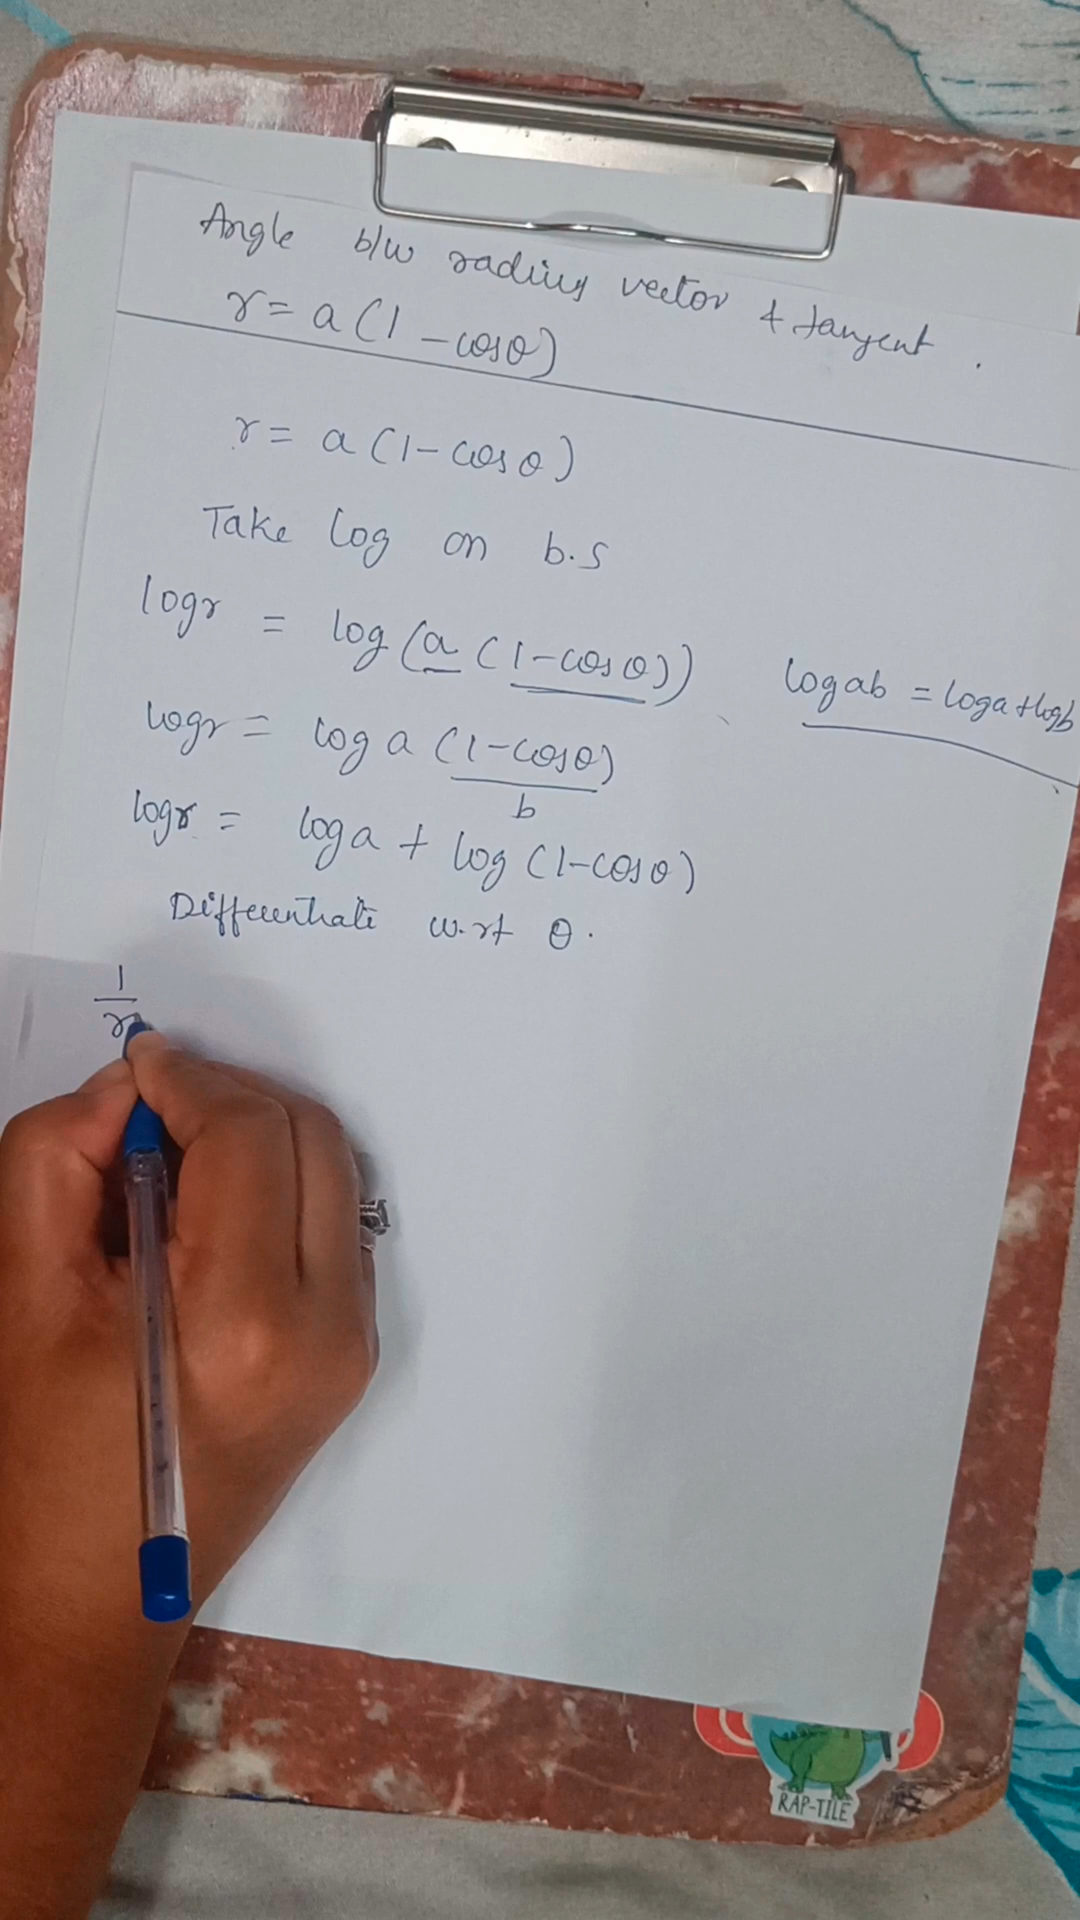 Angle b/w radius vector & tangent.
r = a(1 - cosθ)
r = a(1-cosθ)
Take log on b.s
logr = log(a(1-cosθ)) logab = loga+logb
logr = log a (1-cosθ)
b
logr = loga + log(1-cosθ)
Differentiate w.rt θ.
1
r
RAP-TILE